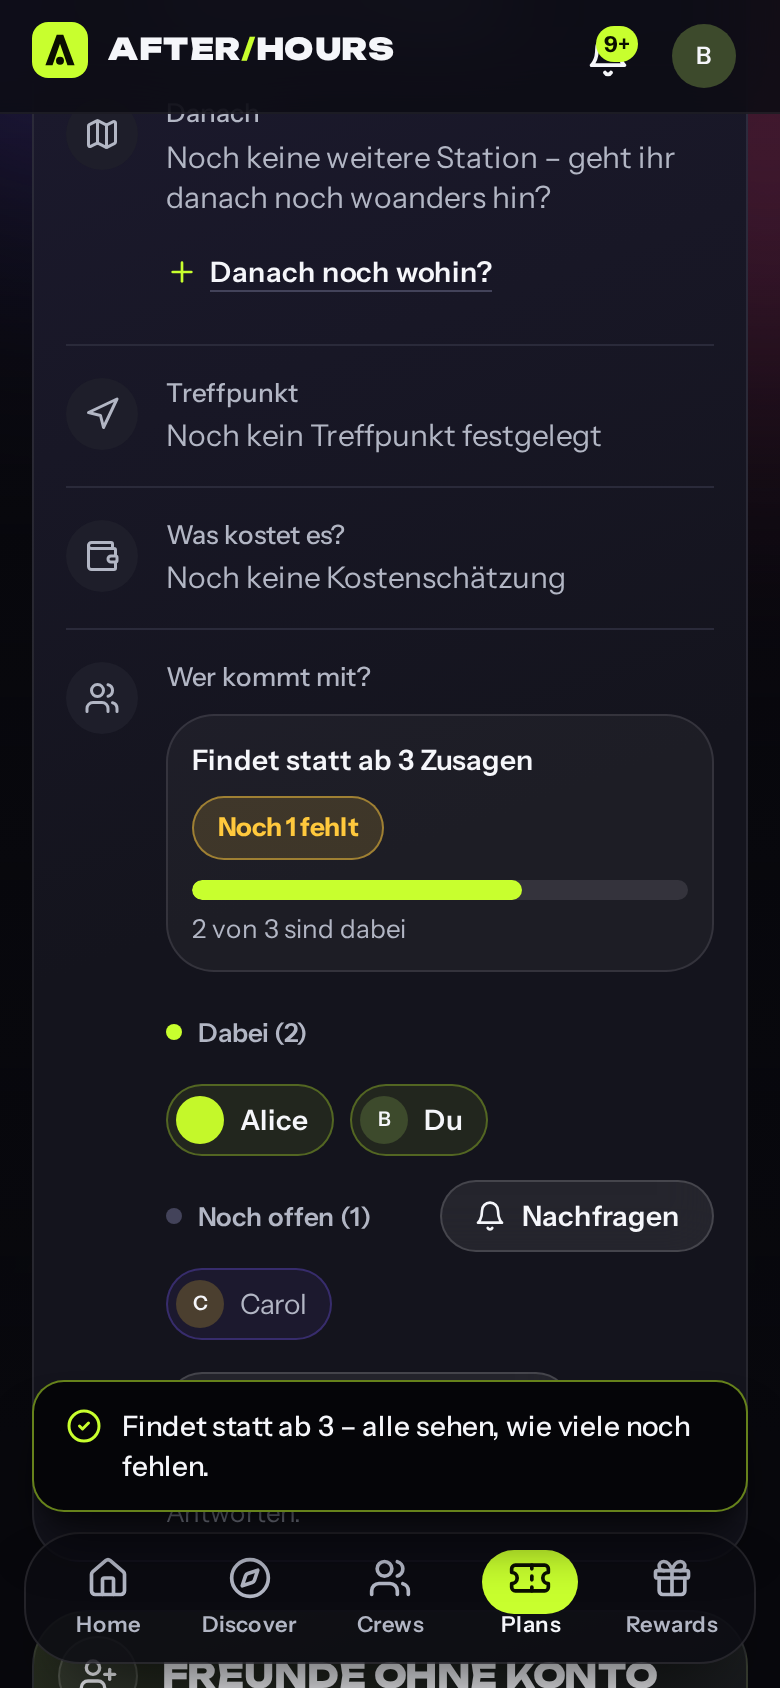 AFTER/HOURS
9+
B
Danach
Noch keine weitere Station – geht ihr
danach noch woanders hin?
Danach noch wohin?
Treffpunkt
Noch kein Treffpunkt festgelegt
Was kostet es?
Noch keine Kostenschätzung
Wer kommt mit?
Findet statt ab 3 Zusagen
Noch 1 fehlt
2 von 3 sind dabei
Dabei (2)
Alice
B Du
Noch offen (1)
Nachfragen
C Carol
Findet statt ab 3 – alle sehen, wie viele noch
fehlen.
Antworten.
Home
Discover
Crews
Plans
Rewards
FREUNDE OHNE KONTO